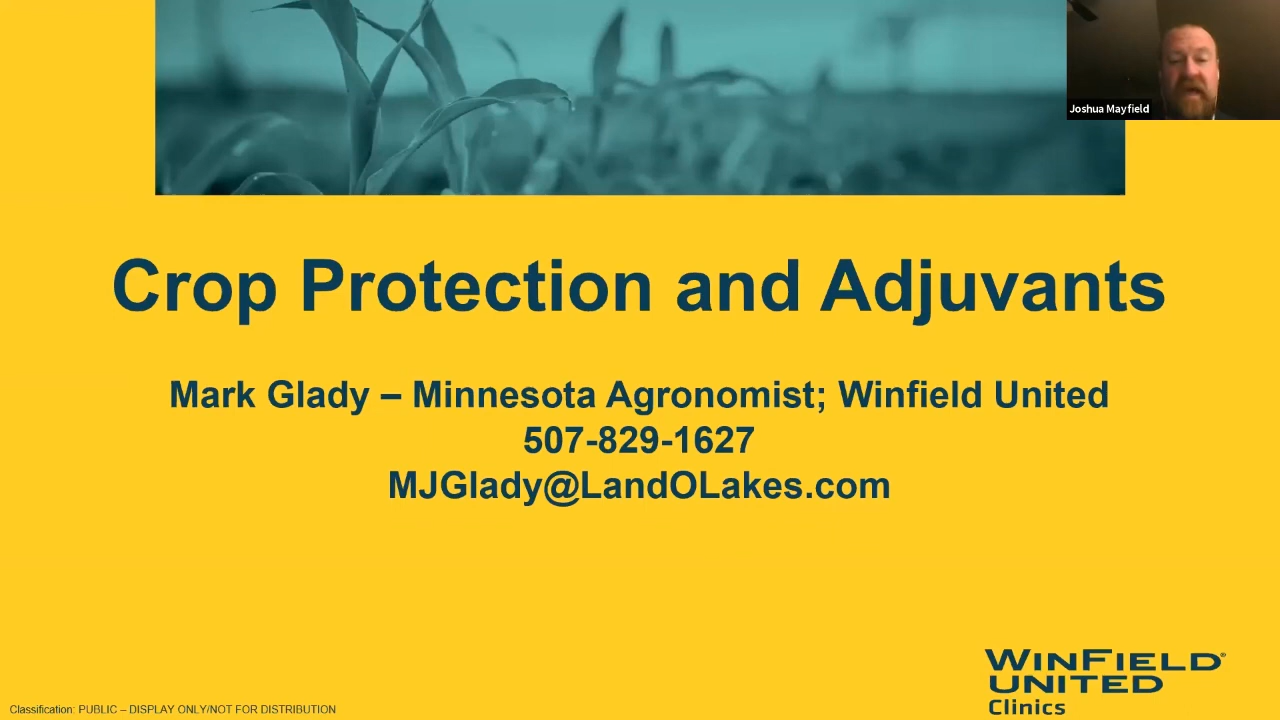 Joshua Mayfield
Crop Protection and Adjuvants
Mark Glady – Minnesota Agronomist; Winfield United
507-829-1627
MJGlady@LandOLakes.com
WINFIELD®
UNITED
Clinics
Classification: PUBLIC – DISPLAY ONLY/NOT FOR DISTRIBUTION